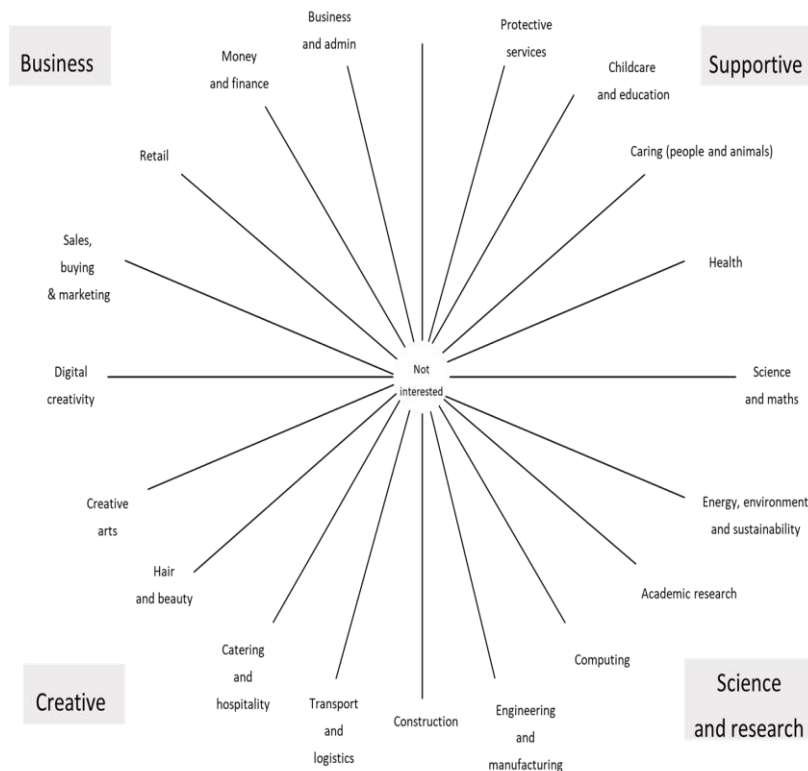 Business
Business
and admin
Money
and finance
Retail
Sales,
buying
& marketing
Protective
services
Childcare
and education
Supportive
Caring (people and animals)
Health
Digital
creativity
Not
interested
Science
and maths
Creative
arts
Hair
and beauty
Catering
and
hospitality
Transport
and
logistics
Construction
Engineering
and
manufacturing
Computing
Academic research
Energy, environment
and sustainability
Creative
Science
and research